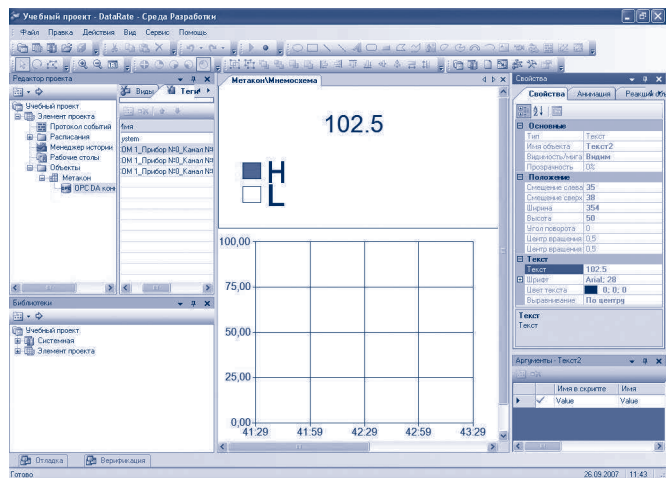 Учебный проект - DataRate - Среда Разработки
Файл Правка Действия Вид Сервис Помощь
Редактор проекта
Учебный проект
Элемент проекта
Протокол событий
Расписания
Менеджер истории
Рабочие столы
Объекты
Метакон
OPC DA кон
Виды
Теги
Имя
ystem
OM 1_Прибор №0_Канал №
OM 1_Прибор №0_Канал №
OM 1_Прибор №0_Канал №
Библиотеки
Учебный проект
Системная
Элемент проекта
Метакон\Мнемосхема
102.5
H
L
100,00
75,00
50,00
25,00
0,00
41:29 41:59 42:29 42:59 43:29
Свойства
Свойства Анимация Реакции
Основные
Тип Текст
Имя объекта Текст2
Видимость/мига Видим
Прозрачность 0%
Положение
Смещение слева 35
Смещение сверх 38
Ширина 354
Высота 50
Угол поворота 0
Центр вращения 0,5
Центр вращения 0,5
Текст
Текст 102.5
Шрифт Arial; 28
Цвет текста 0; 0; 0
Выравнивание По центру
Текст
Текст
Аргументы - Текст2
Имя в скрипте Имя
Value Value
Отладка Верификация
Готово
26.09.2007 11:43